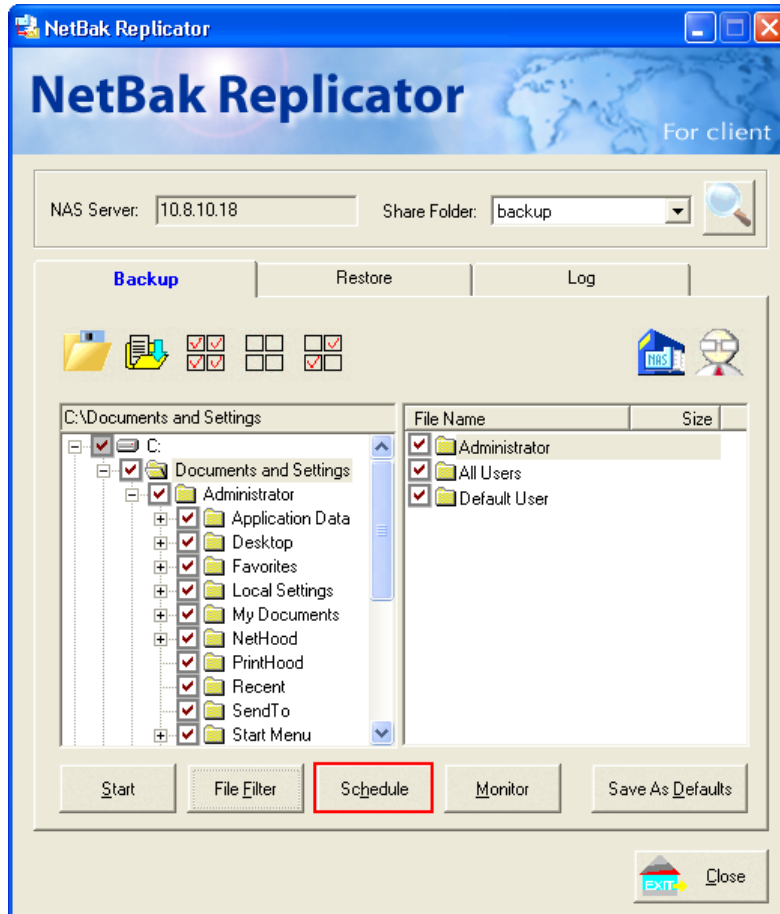 NetBak Replicator
NetBak Replicator
For client
NAS Server: 10.8.10.18 Share Folder: backup
Backup Restore Log
NAS
C:\Documents and Settings
File Name Size
C:
Administrator
Documents and Settings
All Users
Administrator
Default User
Application Data
Desktop
Favorites
Local Settings
My Documents
NetHood
PrintHood
Recent
SendTo
Start Menu
Start File Filter Schedule Monitor Save As Defaults
EXIT Close